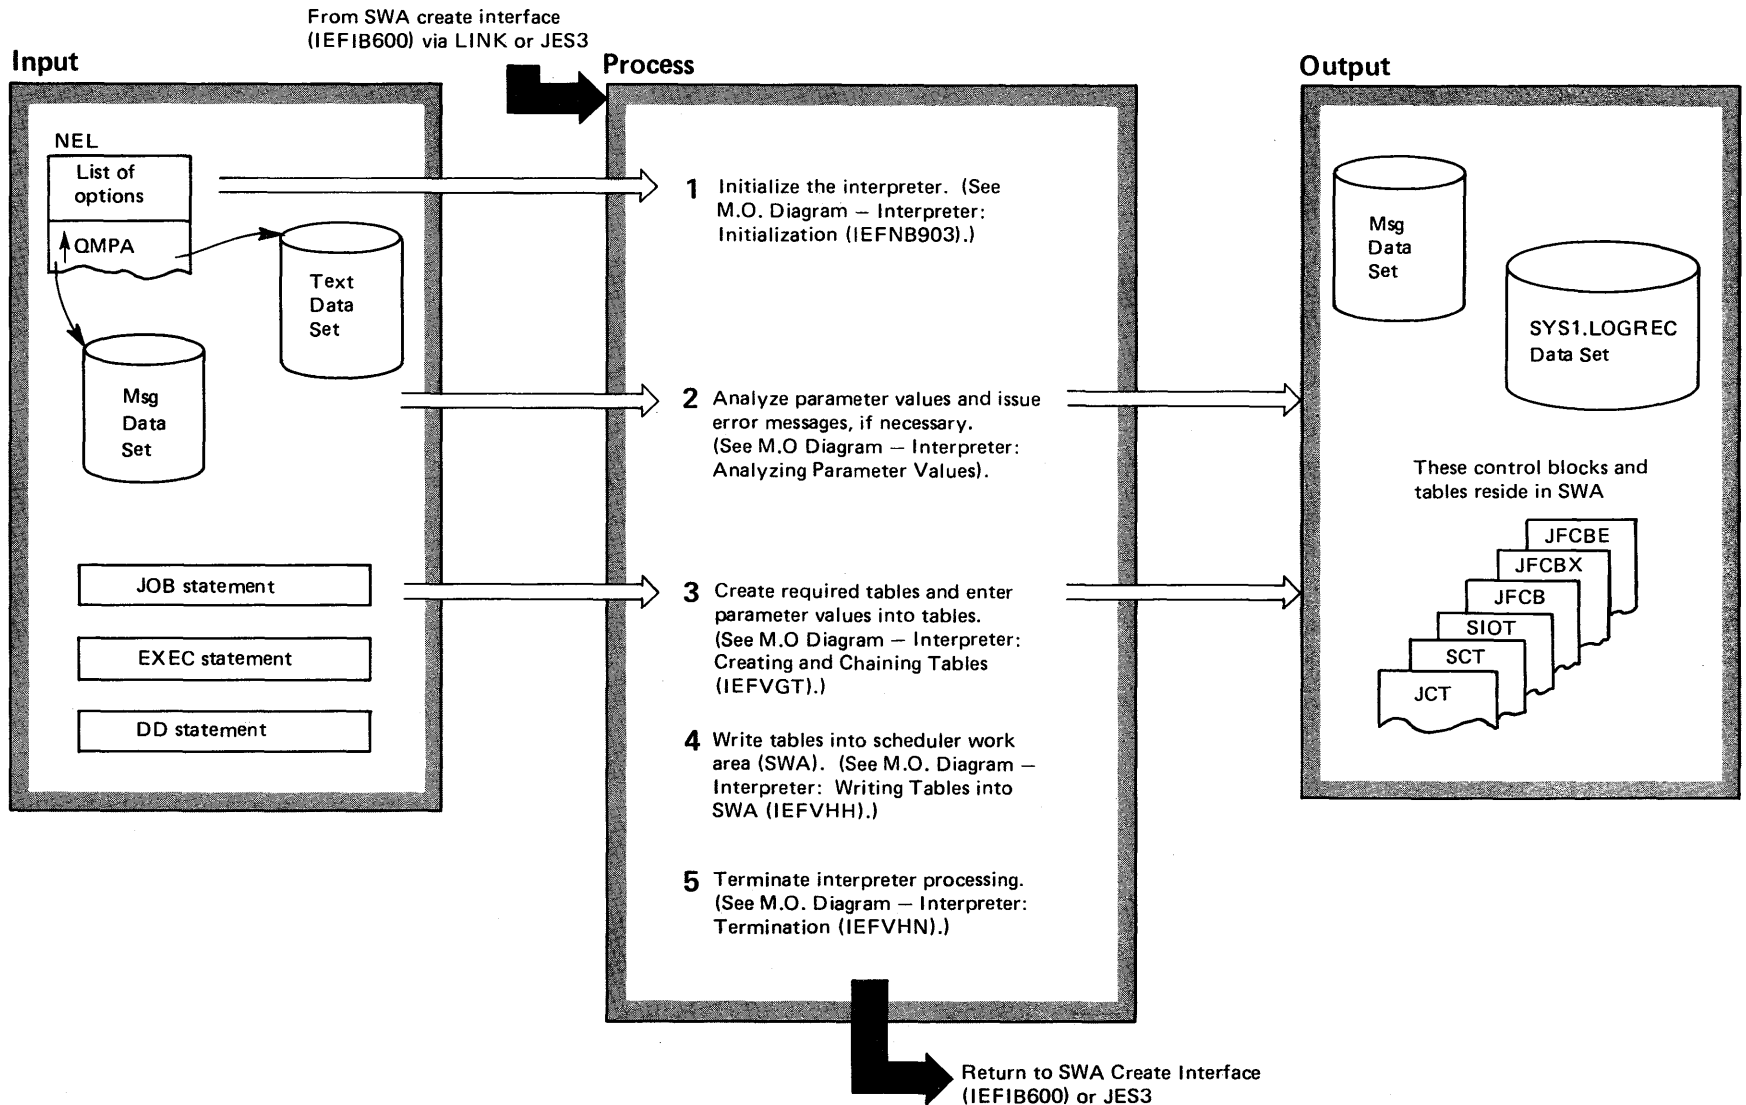 From SWA create interface
(IEFIB600) via LINK or JES3
Input
Process
Output
NEL
List of
options
QMPA
Text
Data
Set
Msg
Data
Set
JOB statement
EXEC statement
DD statement
1 Initialize the interpreter. (See
M.O. Diagram — Interpreter:
Initialization (IEFNB903).)
2 Analyze parameter values and issue
error messages, if necessary.
(See M.O Diagram — Interpreter:
Analyzing Parameter Values).
3 Create required tables and enter
parameter values into tables.
(See M.O Diagram — Interpreter:
Creating and Chaining Tables
(IEFVGT).)
4 Write tables into scheduler work
area (SWA). (See M.O. Diagram —
Interpreter: Writing Tables into
SWA (IEFVHH).)
5 Terminate interpreter processing.
(See M.O. Diagram — Interpreter:
Termination (IEFVHN).)
Msg
Data
Set
SYS1.LOGREC
Data Set
These control blocks and
tables reside in SWA
JFCBE
JFCBX
JFCB
SIOT
SCT
JCT
Return to SWA Create Interface
(IEFIB600) or JES3